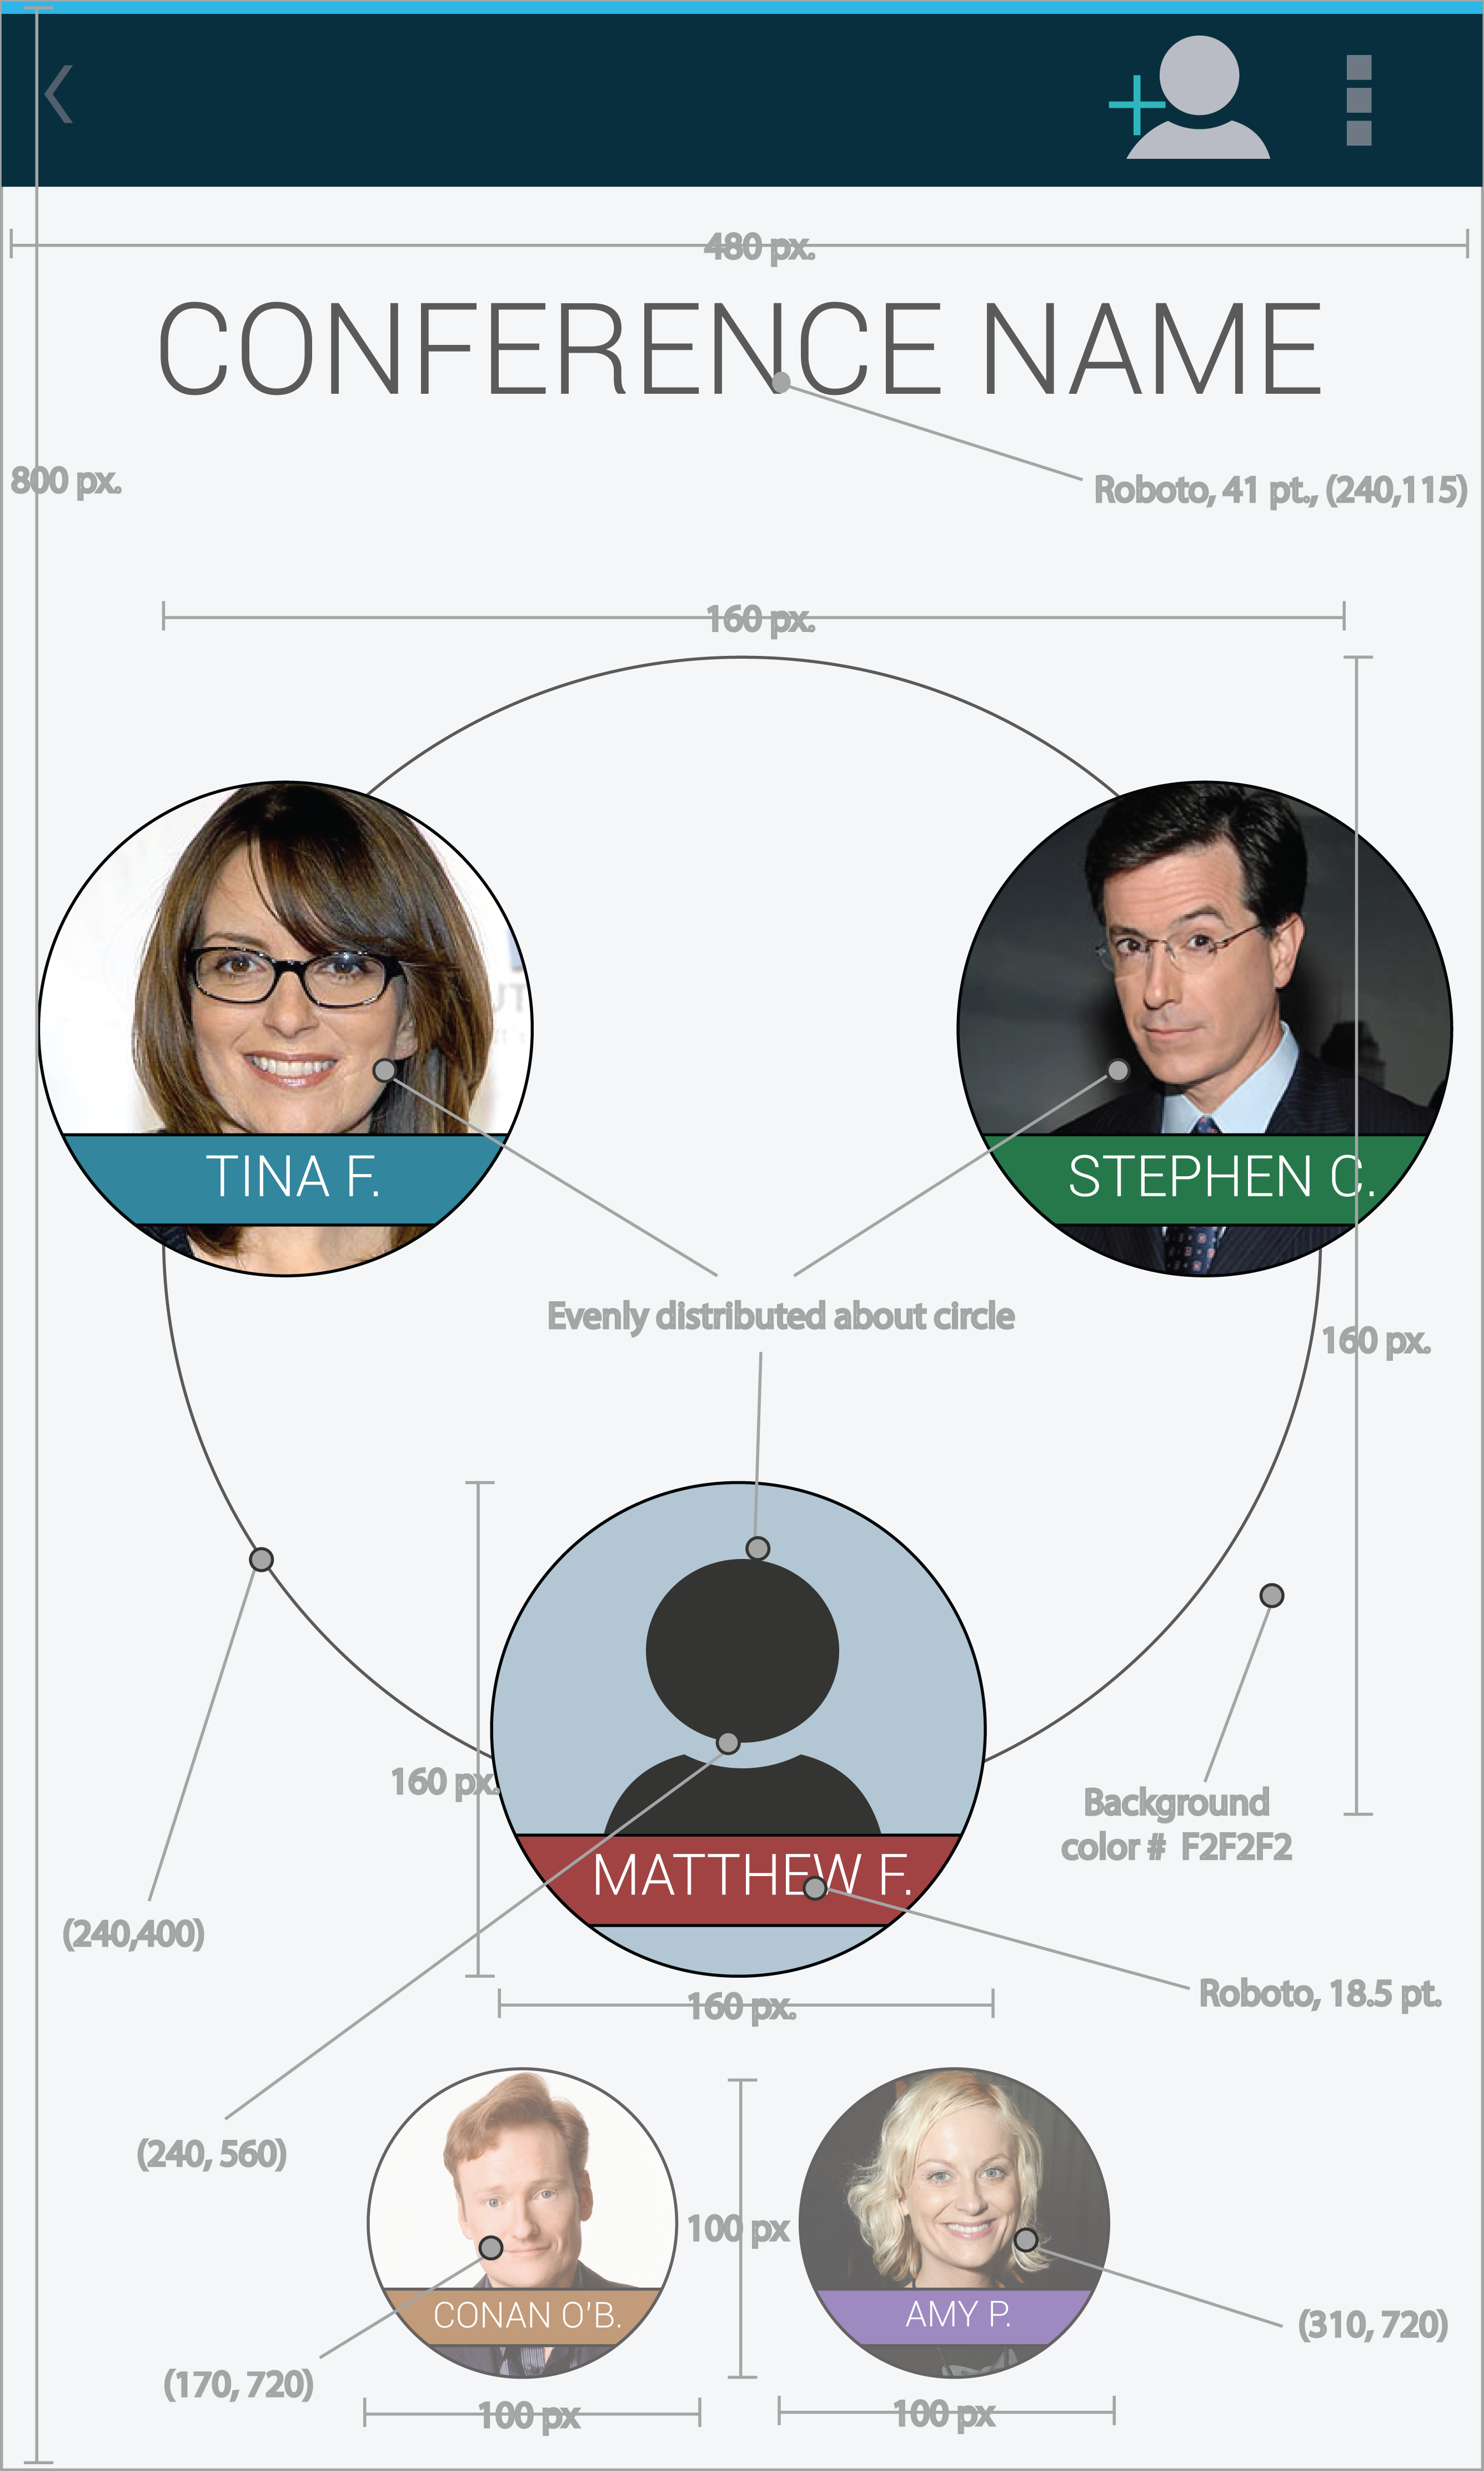 480 px.
CONFERENCE NAME
800 px.
Roboto, 41 pt., (240,115)
160 px.
TINA F.
STEPHEN C.
Evenly distributed about circle
160 px.
160 px.
Background
color # F2F2F2
MATTHEW F.
(240,400)
Roboto, 18.5 pt.
160 px.
(240, 560)
100 px
CONAN O'B.
AMY P.
(310, 720)
(170, 720)
100 px
100 px